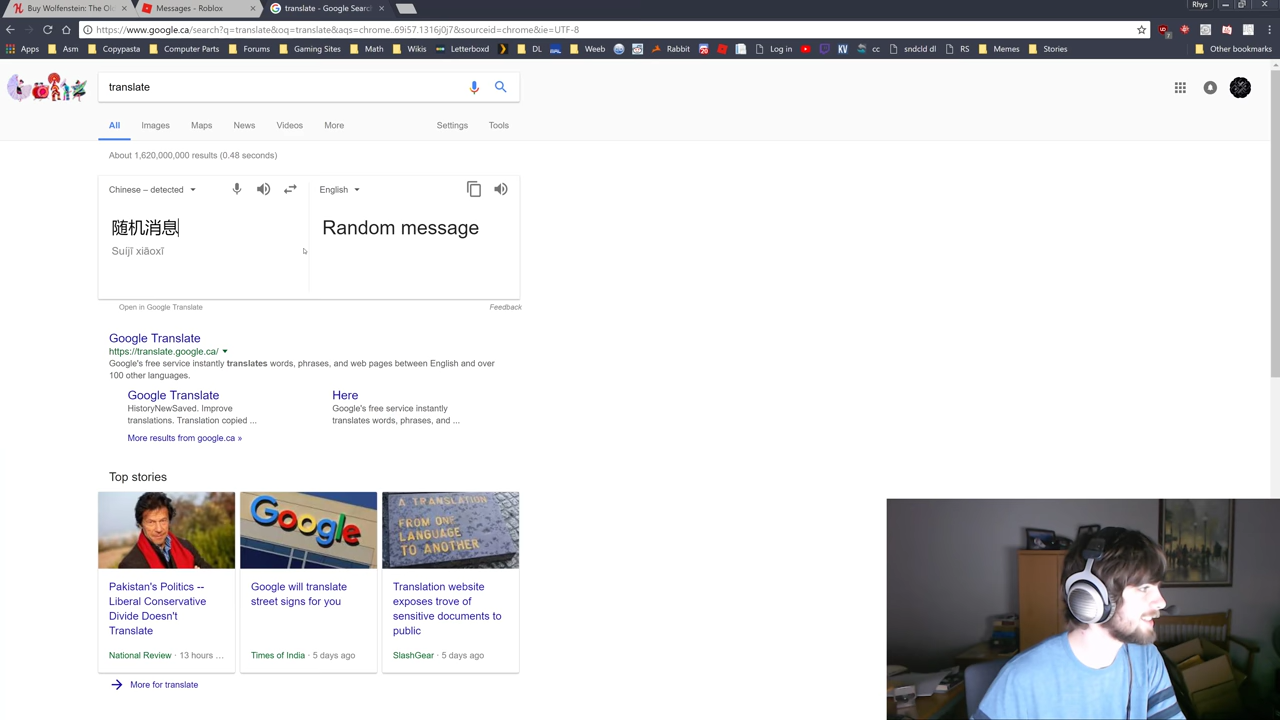 Buy Wolfenstein: The Ol
Messages - Roblox
translate - Google Sear
Rhys
https://www.google.ca/search?q=translate&oq=translate&aqs=chrome..69i57.1316j0j7&sourceid=chrome&ie=UTF-8
Apps Asm Copypasta Computer Parts Forums Gaming Sites Math Wikis Letterboxd DL Weeb Rabbit Log in KV cc sndcld dl RS Memes Stories Other bookmarks
translate
All Images Maps News Videos More Settings Tools
About 1,620,000,000 results (0.48 seconds)
Chinese – detected English
随机消息 Random message
Suíjī xiāoxī
Open in Google Translate Feedback
Google Translate
https://translate.google.ca/
Google's free service instantly translates words, phrases, and web pages between English and over
100 other languages.
Google Translate
HistoryNewSaved. Improve
translations. Translation copied ...
Here
Google's free service instantly
translates words, phrases, and ...
More results from google.ca »
Top stories
A TRANSLATION
FROM ONE
LANGUAGE
TO ANOTHER
Google
Pakistan's Politics --
Liberal Conservative
Divide Doesn't
Translate
National Review · 13 hours ...
Google will translate
street signs for you
Times of India · 5 days ago
Translation website
exposes trove of
sensitive documents to
public
SlashGear · 5 days ago
More for translate